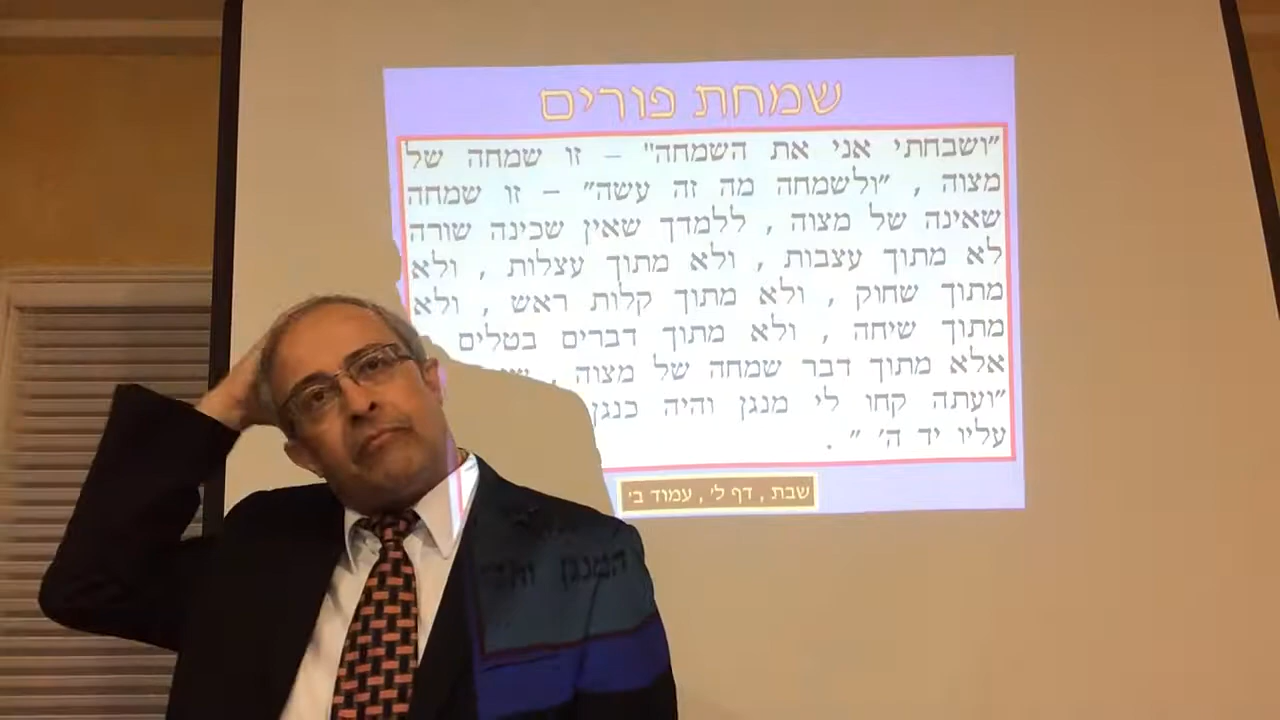 שמחת פורים
"ושבחתי אני את השמחה" – זו שמחה של
מצוה , "ולשמחה מה זה עשה" – זו שמחה
שאינה של מצוה , ללמדך שאין שכינה שורה
לא מתוך עצבות , ולא מתוך עצלות , ולא
מתוך שחוק , ולא מתוך קלות ראש , ולא
מתוך שיחה , ולא מתוך דברים בטלים
אלא מתוך דבר שמחה של מצוה ,
"ועתה קחו לי מנגן והיה כנגן
המנגן
עליו יד ה' " .
שבת , דף ל' , עמוד ב'